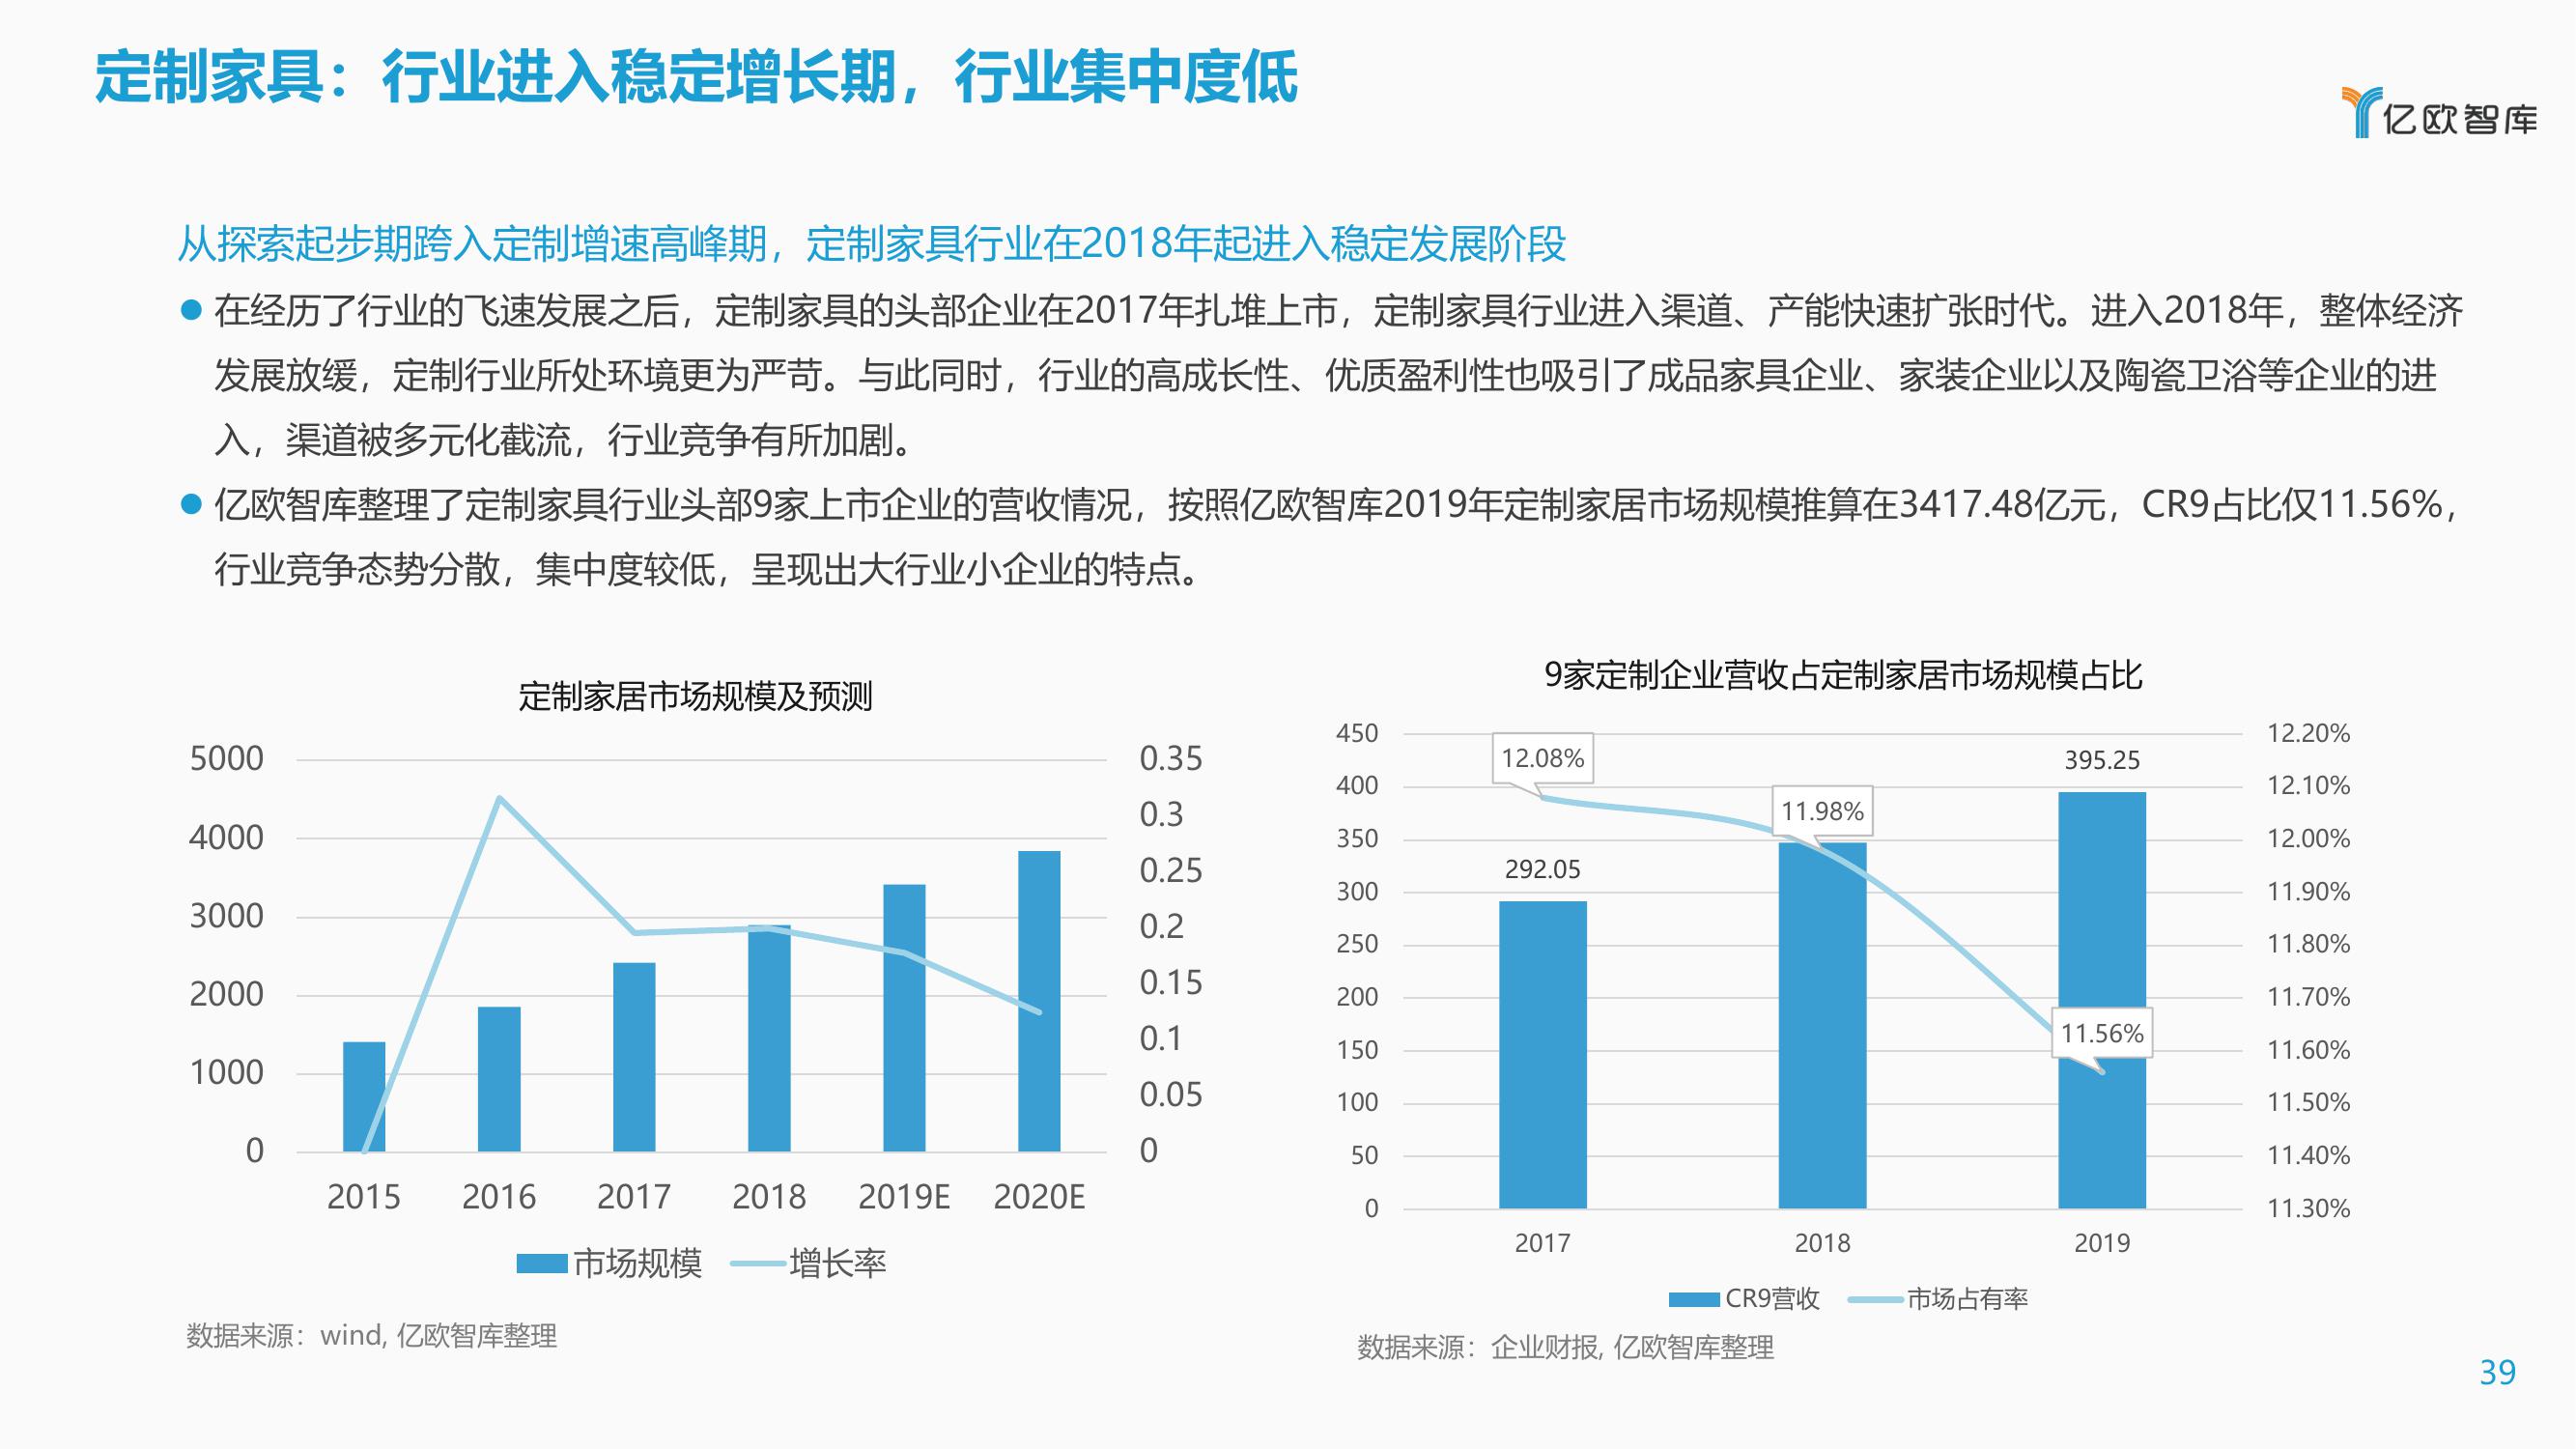 定制家具：行业进入稳定增长期，行业集中度低
亿欧智库
从探索起步期跨入定制增速高峰期，定制家具行业在2018年起进入稳定发展阶段
在经历了行业的飞速发展之后，定制家具的头部企业在2017年扎堆上市，定制家具行业进入渠道、产能快速扩张时代。进入2018年，整体经济
发展放缓，定制行业所处环境更为严苛。与此同时，行业的高成长性、优质盈利性也吸引了成品家具企业、家装企业以及陶瓷卫浴等企业的进
入，渠道被多元化截流，行业竞争有所加剧。
亿欧智库整理了定制家具行业头部9家上市企业的营收情况，按照亿欧智库2019年定制家居市场规模推算在3417.48亿元，CR9占比仅11.56%，
行业竞争态势分散，集中度较低，呈现出大行业小企业的特点。
定制家居市场规模及预测
5000
4000
3000
2000
1000
0
0.35
0.3
0.25
0.2
0.15
0.1
0.05
0
2015 2016 2017 2018 2019E 2020E
市场规模 增长率
数据来源：wind, 亿欧智库整理
9家定制企业营收占定制家居市场规模占比
450
400
350
300
250
200
150
100
50
0
12.08%
11.98%
11.56%
292.05
395.25
12.20%
12.10%
12.00%
11.90%
11.80%
11.70%
11.60%
11.50%
11.40%
11.30%
2017 2018 2019
CR9营收 市场占有率
数据来源：企业财报, 亿欧智库整理
39